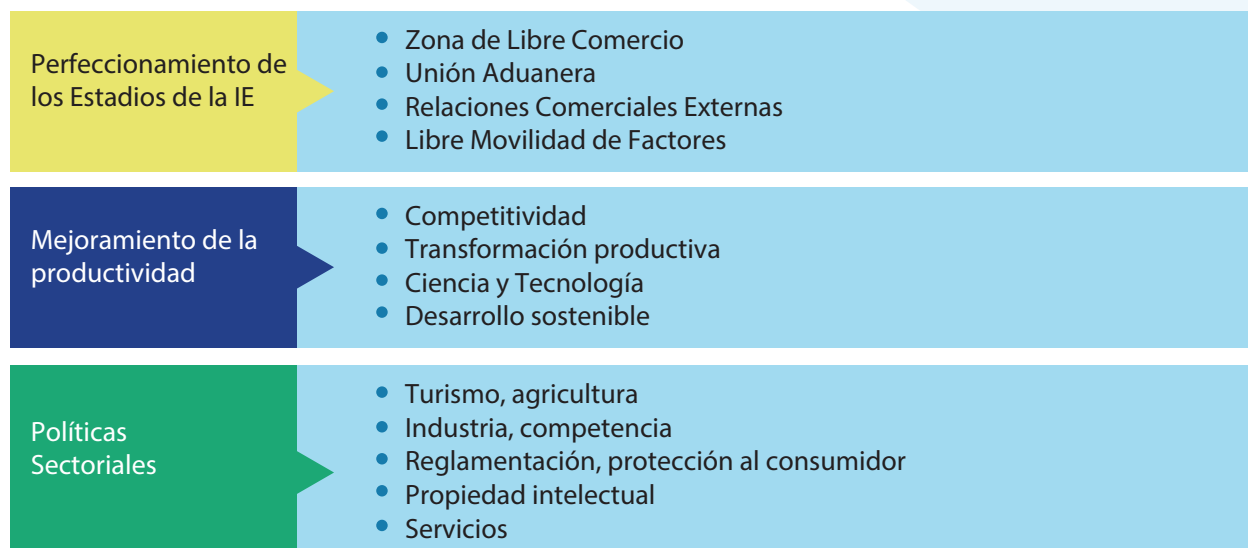 Perfeccionamiento de
los Estadios de la IE
• Zona de Libre Comercio
• Unión Aduanera
• Relaciones Comerciales Externas
• Libre Movilidad de Factores
Mejoramiento de la
productividad
• Competitividad
• Transformación productiva
• Ciencia y Tecnología
• Desarrollo sostenible
Políticas
Sectoriales
• Turismo, agricultura
• Industria, competencia
• Reglamentación, protección al consumidor
• Propiedad intelectual
• Servicios